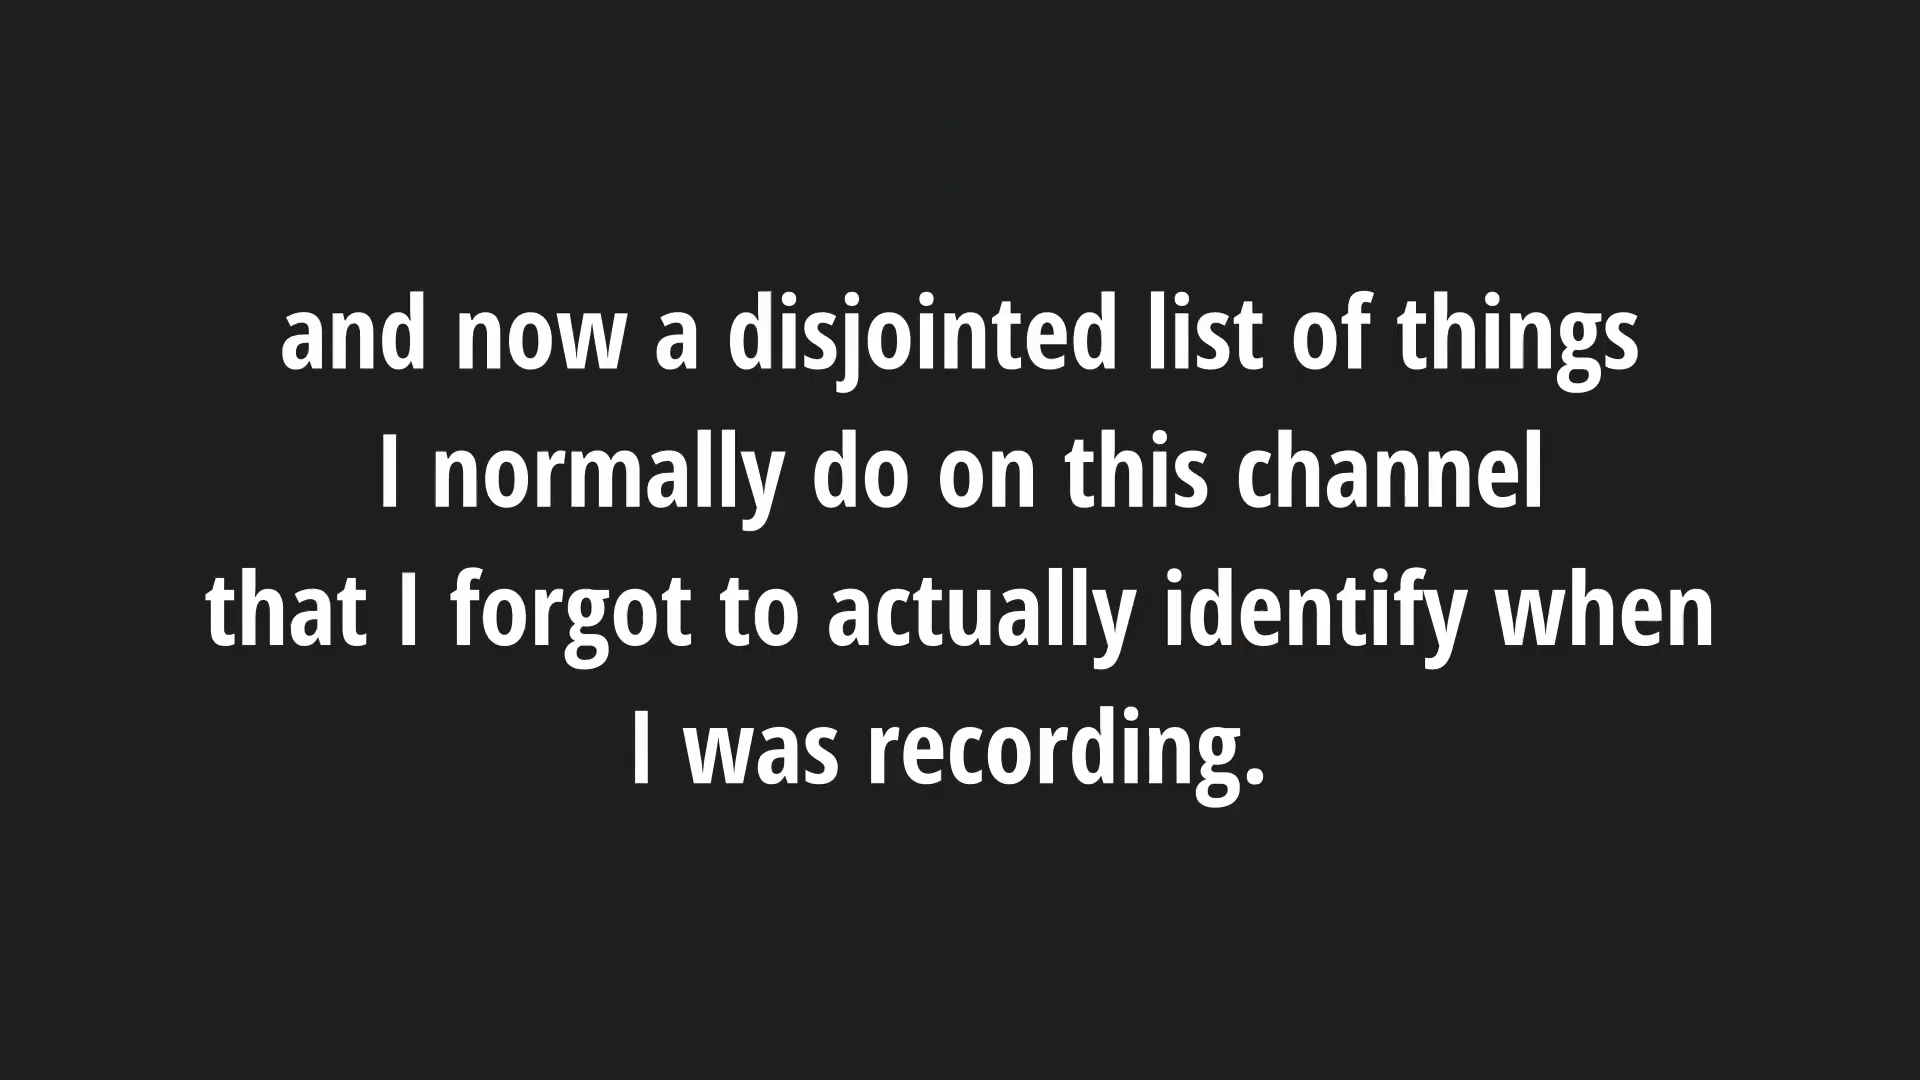 and now a disjointed list of things
I normally do on this channel
that I forgot to actually identify when
I was recording.